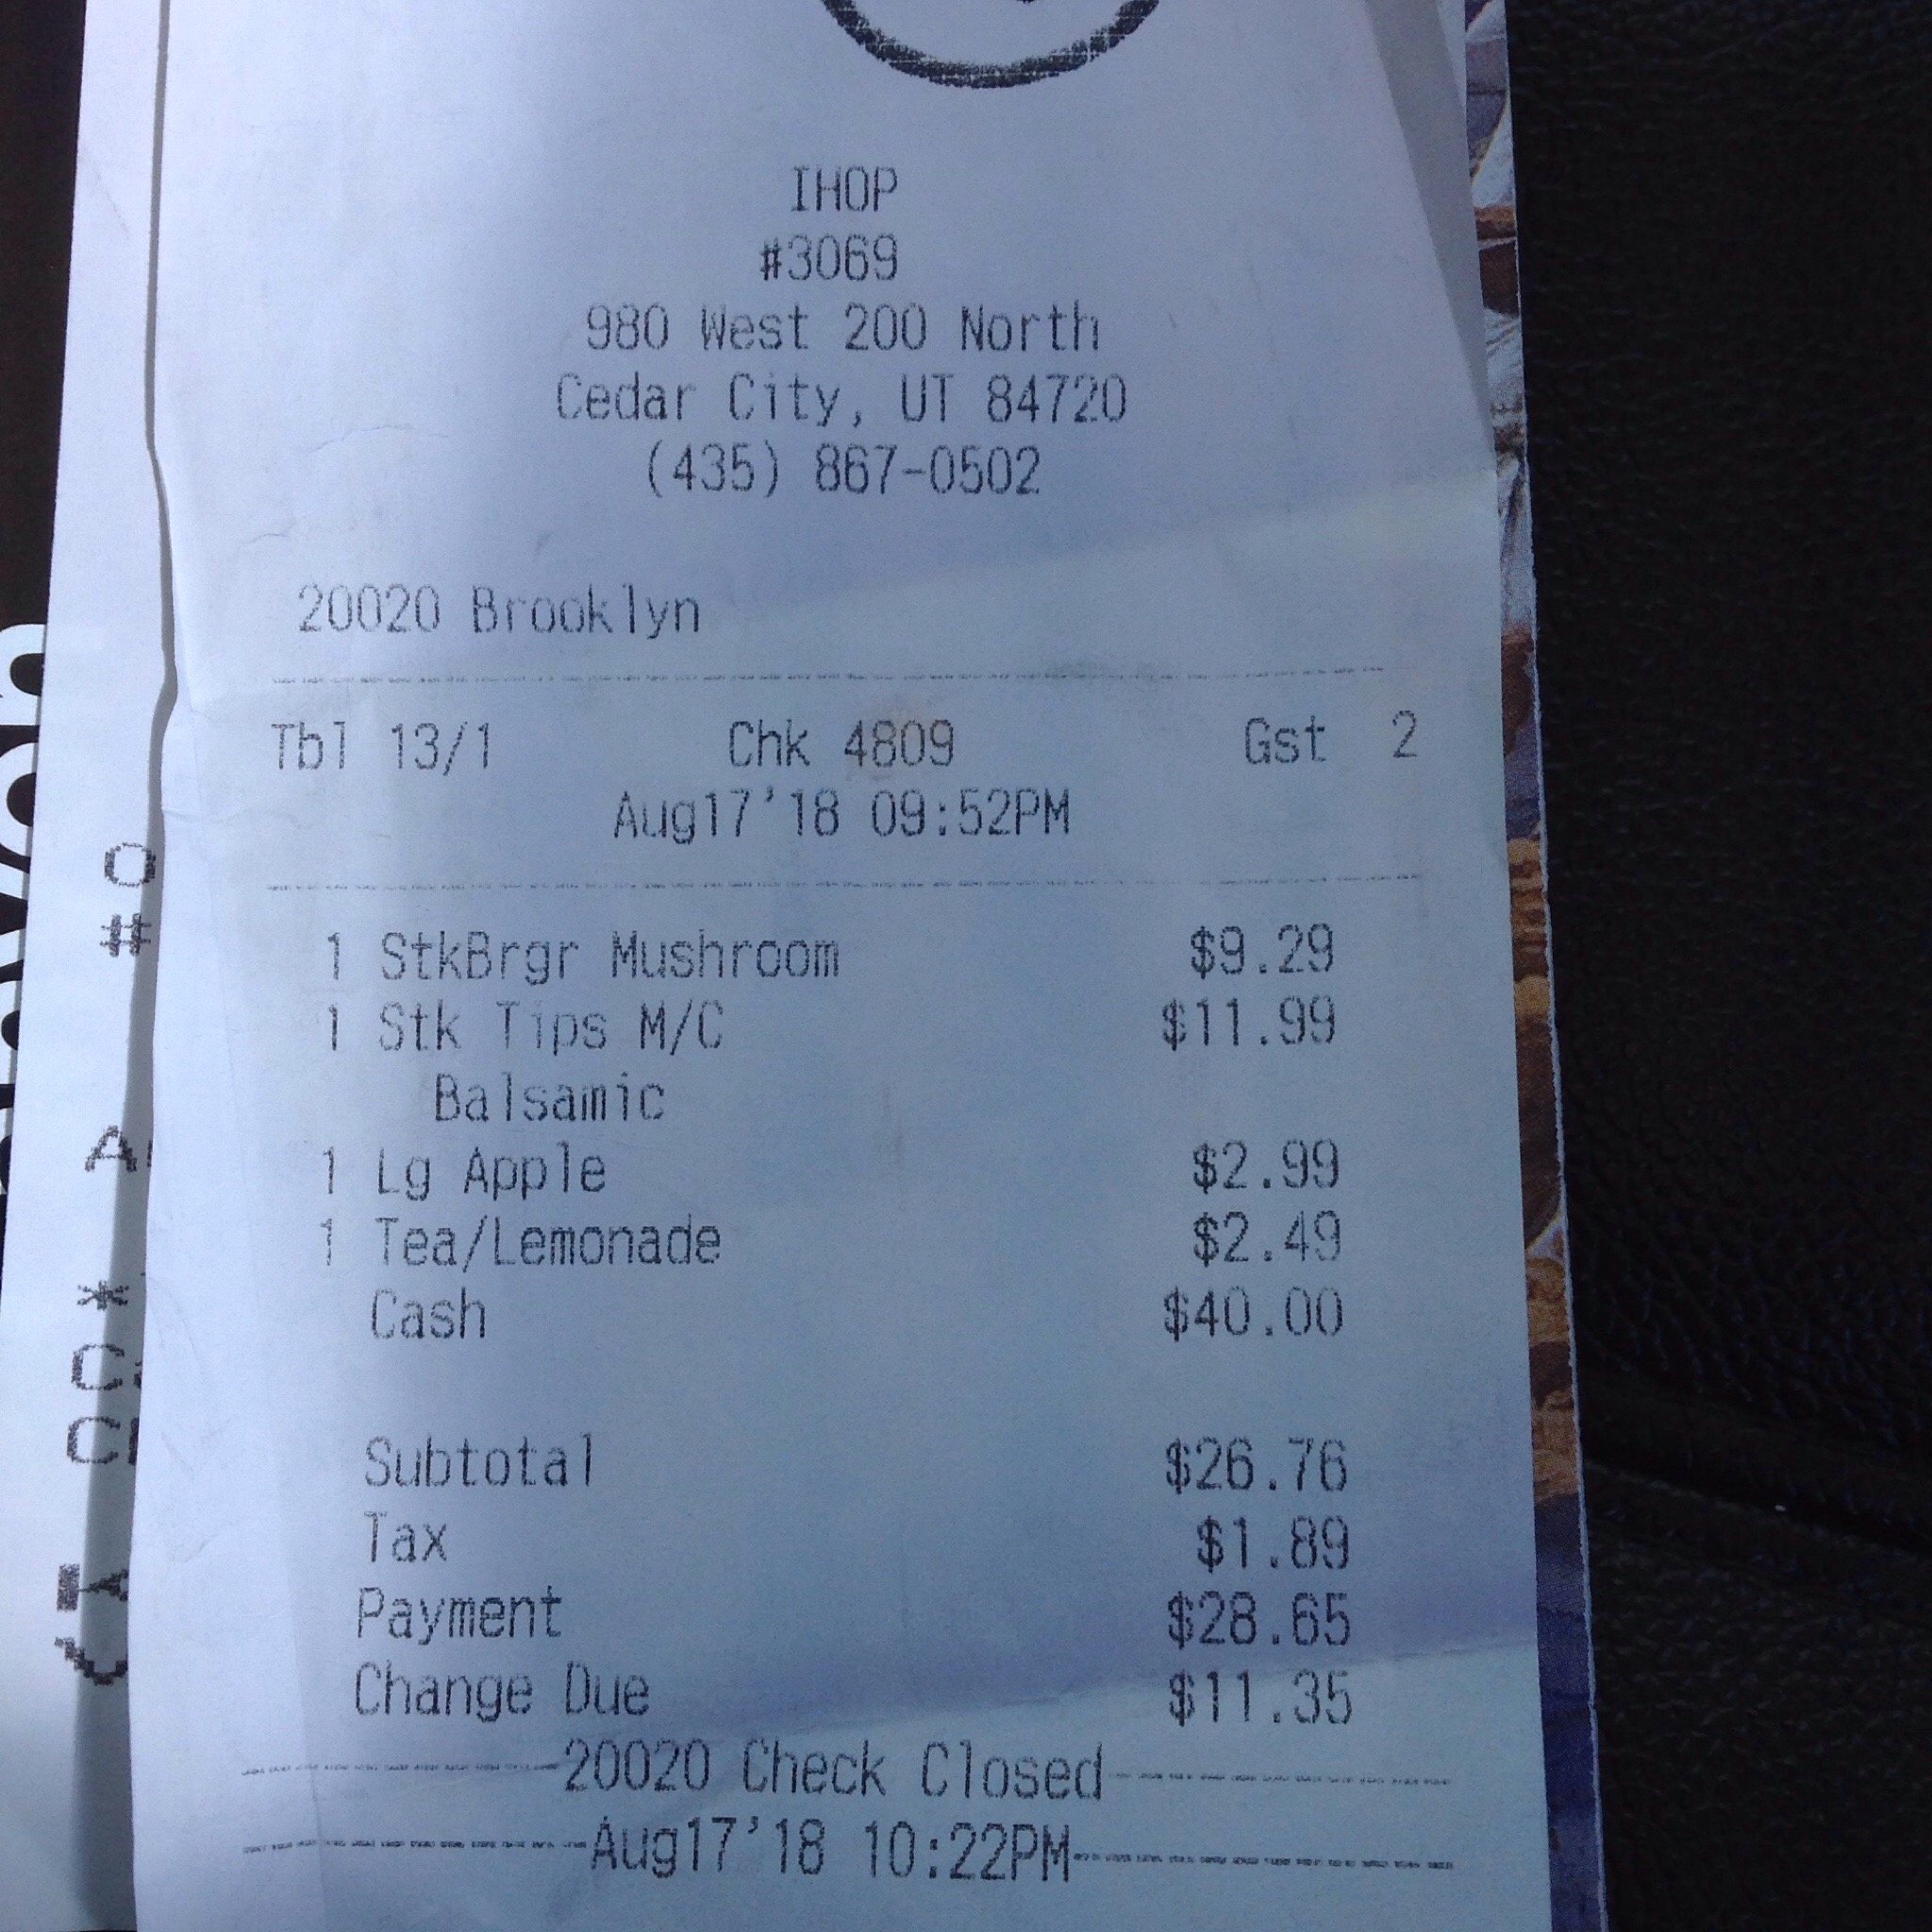 IHOP
#3069
980 West 200 North
Cedar City, UT 84720
(435) 867-0502
20020 Brooklyn
Tbl 13/1 Chk 4809 Gst 2
Aug17'18 09:52PM
1 StkBrgr Mushroom $9.29
1 Stk Tips M/C $11.99
Balsamic
1 Lg Apple $2.99
1 Tea/Lemonade $2.49
Cash $40.00
Subtotal $26.76
Tax $1.89
Payment $28.65
Change Due $11.35
20020 Check Closed
Aug17'18 10:22PM